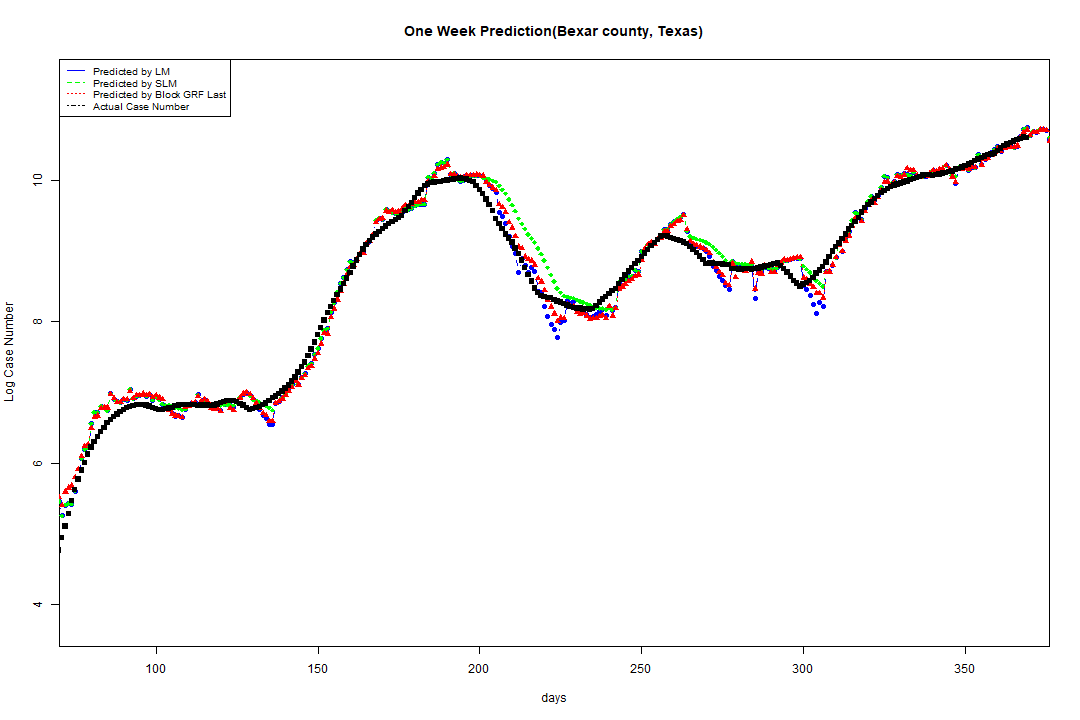 One Week Prediction(Bexar county, Texas)
Predicted by LM
Predicted by SLM
Predicted by Block GRF Last
Actual Case Number
Log Case Number
10
8
6
4
100 150 200 250 300 350
days